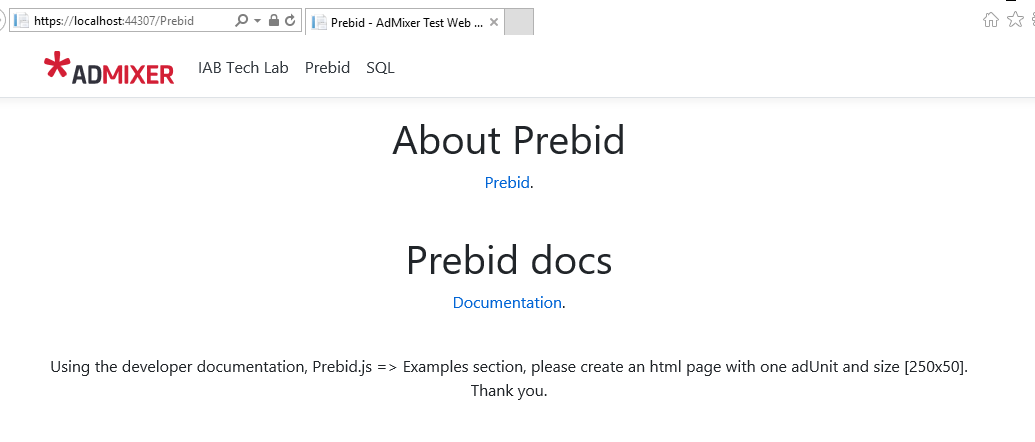 https://localhost:44307/Prebid
Prebid - AdMixer Test Web ...
ADMIXER IAB Tech Lab Prebid SQL
About Prebid
Prebid.
Prebid docs
Documentation.
Using the developer documentation, Prebid.js => Examples section, please create an html page with one adUnit and size [250x50].
Thank you.